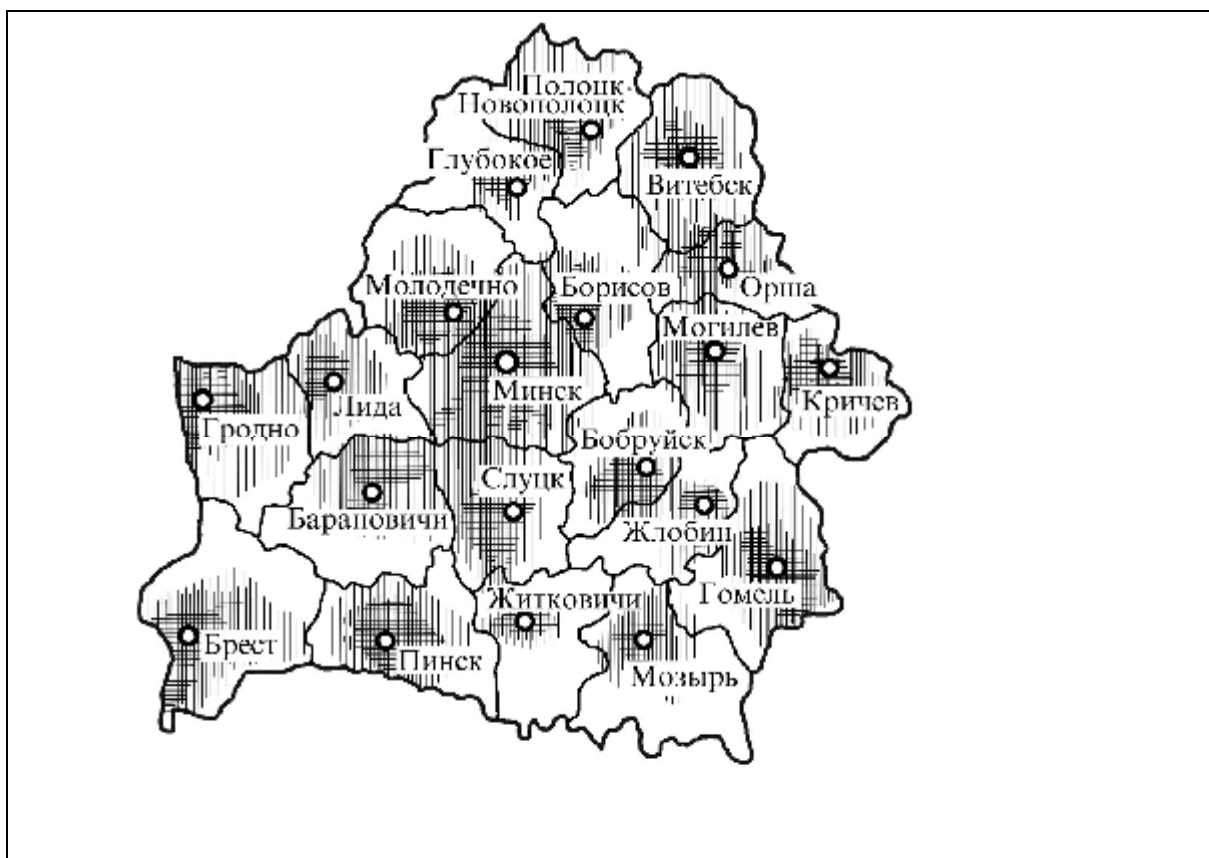 Полоцк
Новополоцк
Глубокое
Витебск
Молодечно
Борисов
Орша
Могилев
Минск
Кричев
Лида
Гродно
Бобруйск
Слуцк
Барановичи
Жлобин
Гомель
Житковичи
Брест
Пинск
Мозырь